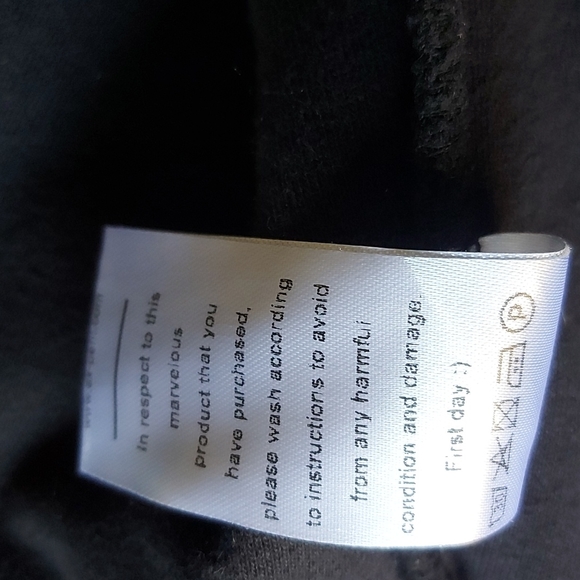 In respect to this
marvelous
product that you
have purchased,
please wash according
to instructions to avoid
from any harmful
condition and damage.
First day :)
P